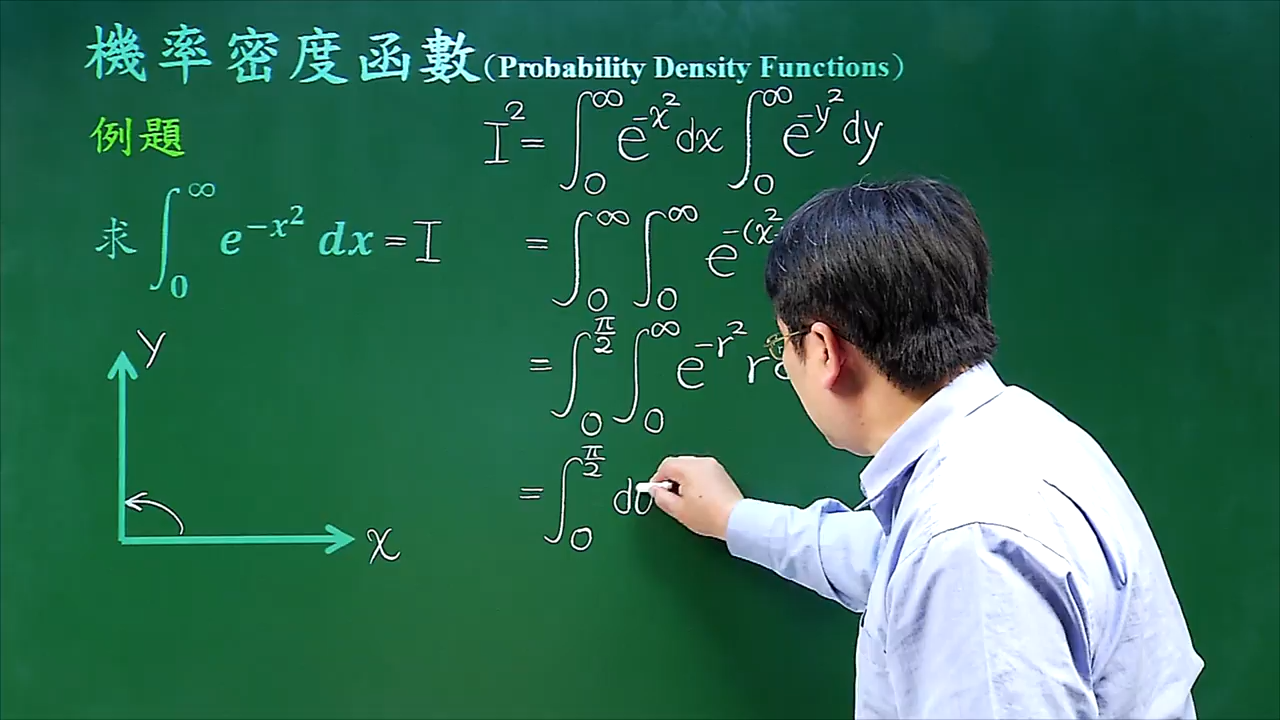 機率密度函數(Probability Density Functions)
例題
求 ∫₀^∞ e^{-x²} dx = I
I² = ∫₀^∞ e^{-x²} dx ∫₀^∞ e^{-y²} dy
= ∫₀^∞ ∫₀^∞ e^{-(x²
= ∫₀^{π/2} ∫₀^∞ e^{-r²} r
= ∫₀^{π/2} d
y
x